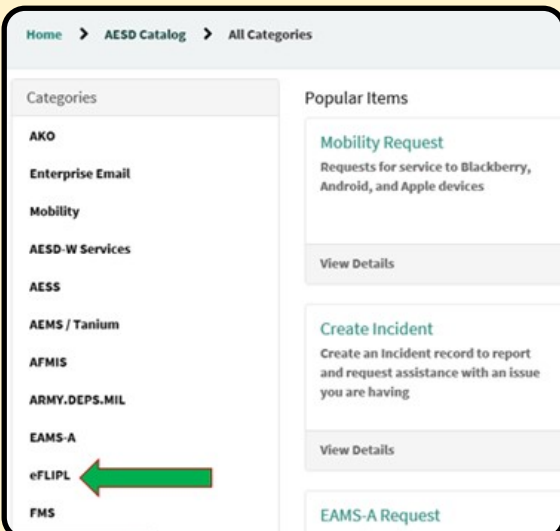 Home > AESD Catalog > All Categories
Categories
AKO
Enterprise Email
Mobility
AESD-W Services
AESS
AEMS / Tanium
AFMIS
ARMY.DEPS.MIL
EAMS-A
eFLIPL
FMS
Popular Items
Mobility Request
Requests for service to Blackberry,
Android, and Apple devices
View Details
Create Incident
Create an Incident record to report
and request assistance with an issue
you are having
View Details
EAMS-A Request